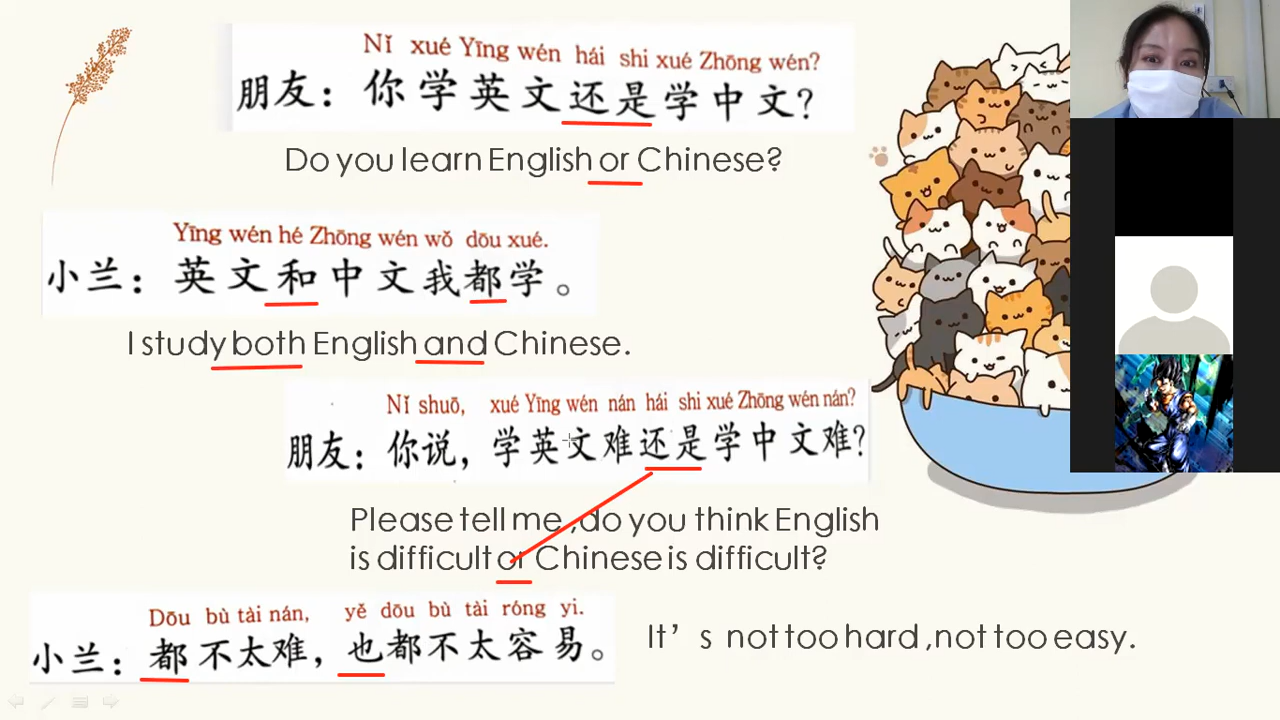 Nǐ xué Yīng wén hái shi xué Zhōng wén?
朋友：你学英文还是学中文？
Do you learn English or Chinese?
Yīng wén hé Zhōng wén wǒ dōu xué.
小兰：英文和中文我都学。
I study both English and Chinese.
Nǐ shuō, xué Yīng wén nán hái shi xué Zhōng wén nán?
朋友：你说，学英文难还是学中文难？
Please tell me ,do you think English
is difficult or Chinese is difficult?
Dōu bù tài nán, yě dōu bù tài róng yi.
小兰：都不太难，也都不太容易。
It’s not too hard ,not too easy.